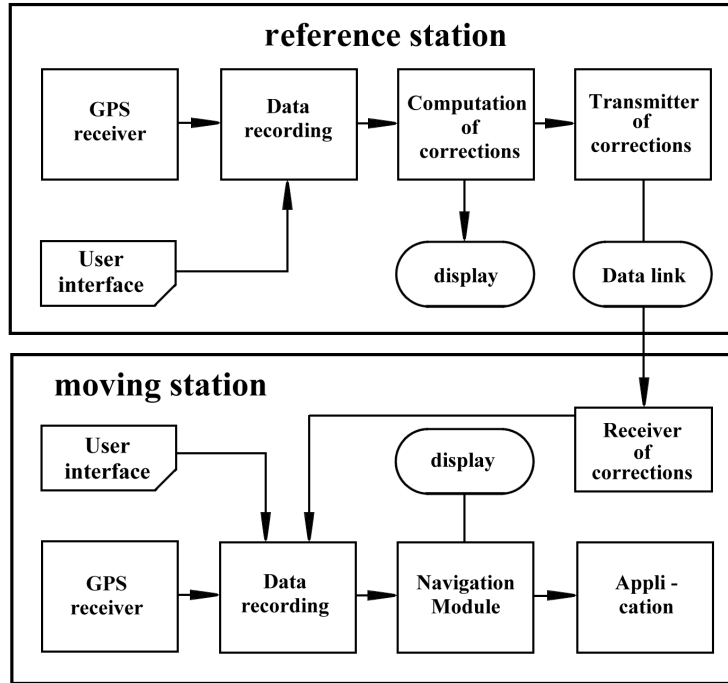 reference station
GPS
receiver
Data
recording
Computation
of
corrections
Transmitter
of
corrections
User
interface
display
Data link
moving station
User
interface
display
Receiver
of
corrections
GPS
receiver
Data
recording
Navigation
Module
Appli -
cation